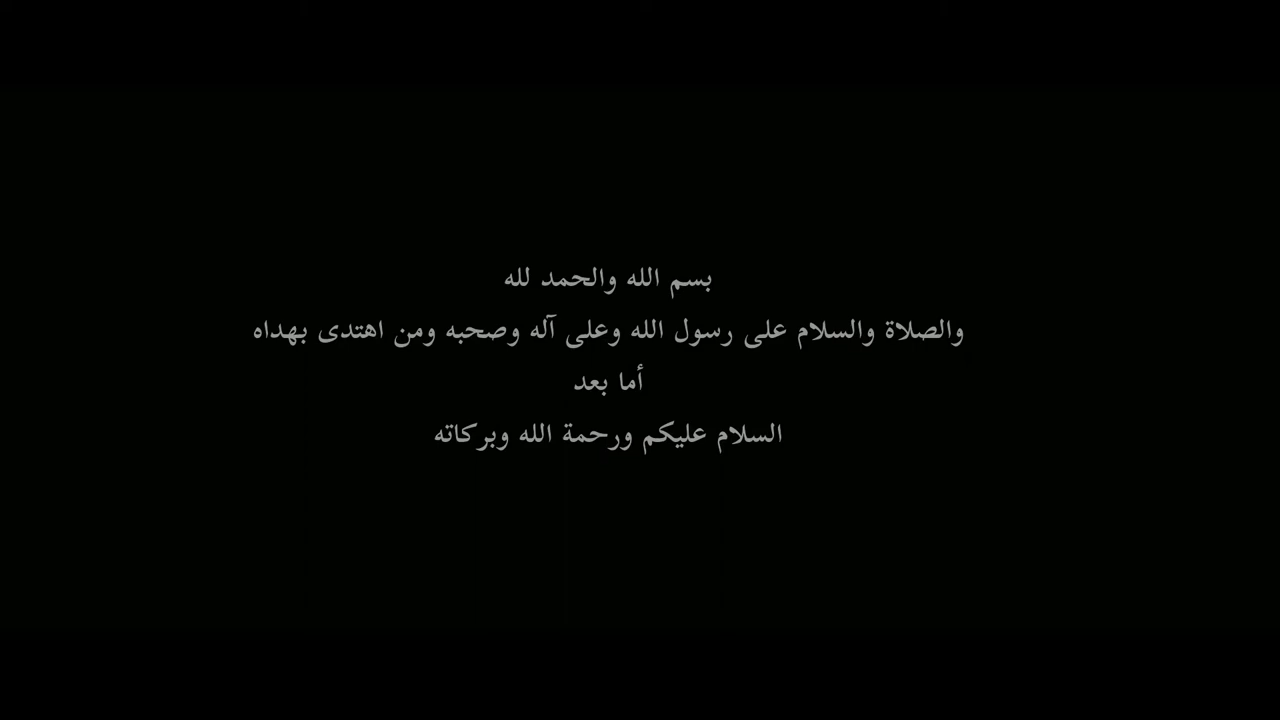 بسم الله والحمد لله
والصلاة والسلام على رسول الله وعلى آله وصحبه ومن اهتدى بهداه
أما بعد
السلام عليكم ورحمة الله وبركاته